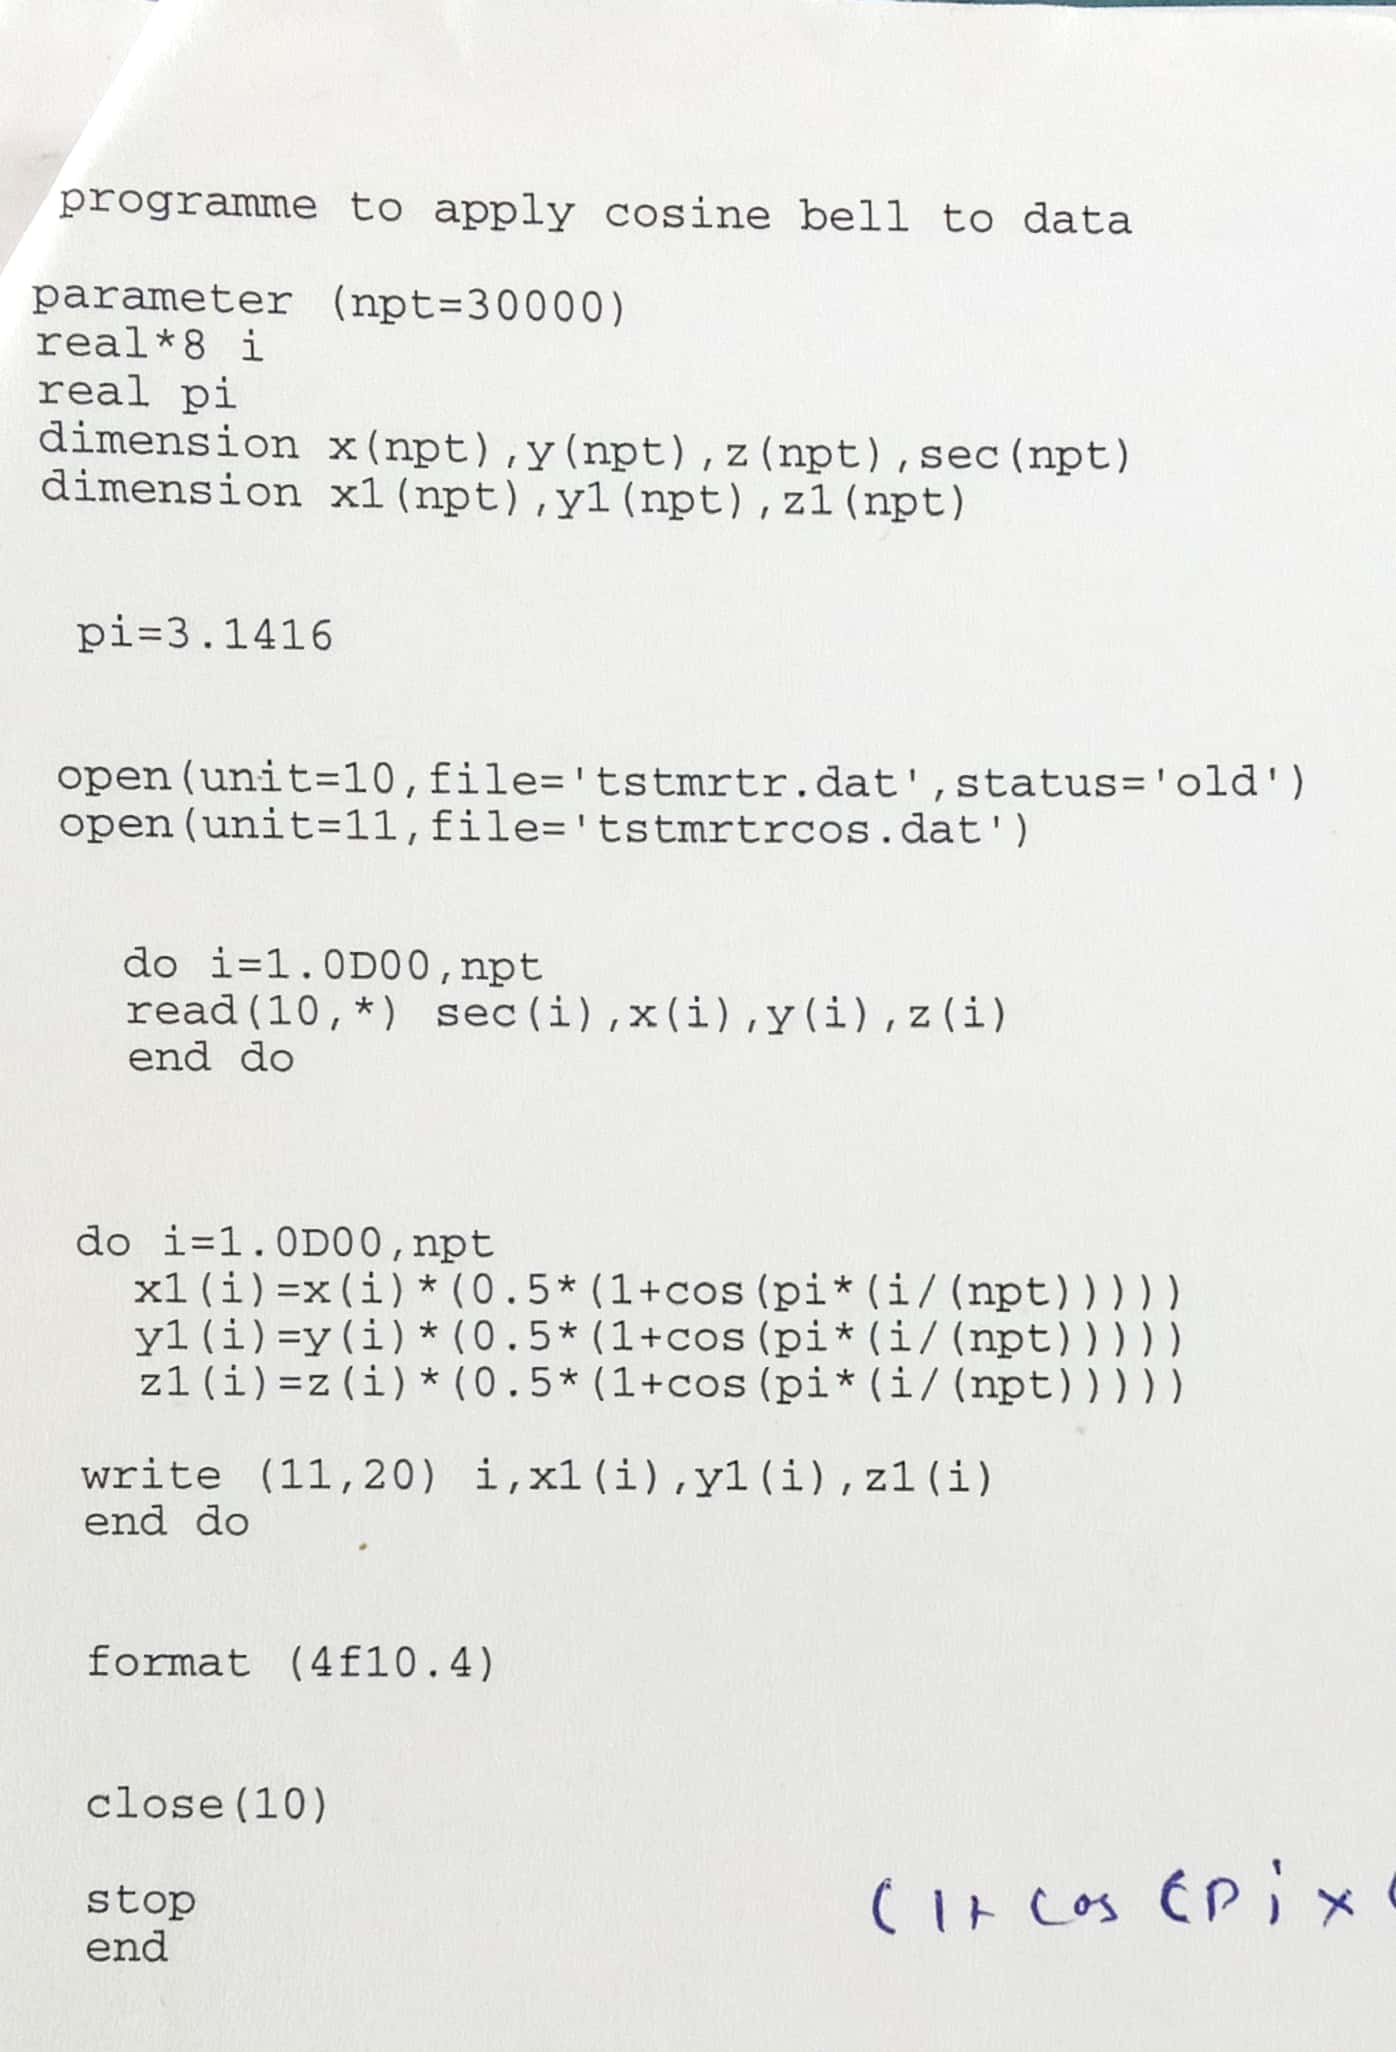 programme to apply cosine bell to data
parameter (npt=30000)
real*8 i
real pi
dimension x(npt),y(npt),z(npt),sec(npt)
dimension x1(npt),y1(npt),z1(npt)
pi=3.1416
open(unit=10,file='tstmrtr.dat',status='old')
open(unit=11,file='tstmrtrcos.dat')
do i=1.0D00,npt
read(10,*) sec(i),x(i),y(i),z(i)
end do
do i=1.0D00,npt
x1(i)=x(i)*(0.5*(1+cos(pi*(i/(npt)))))
y1(i)=y(i)*(0.5*(1+cos(pi*(i/(npt)))))
z1(i)=z(i)*(0.5*(1+cos(pi*(i/(npt)))))
write (11,20) i,x1(i),y1(i),z1(i)
end do
format (4f10.4)
close(10)
stop
end
(1+ cos (pi x (